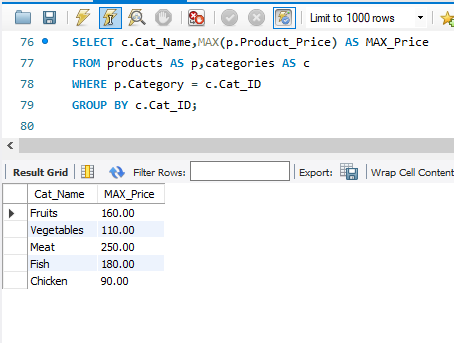 Limit to 1000 rows
76 SELECT c.Cat_Name,MAX(p.Product_Price) AS MAX_Price
77 FROM products AS p,categories AS c
78 WHERE p.Category = c.Cat_ID
79 GROUP BY c.Cat_ID;
80
Result Grid Filter Rows: Export: Wrap Cell Content
Cat_Name MAX_Price
Fruits 160.00
Vegetables 110.00
Meat 250.00
Fish 180.00
Chicken 90.00